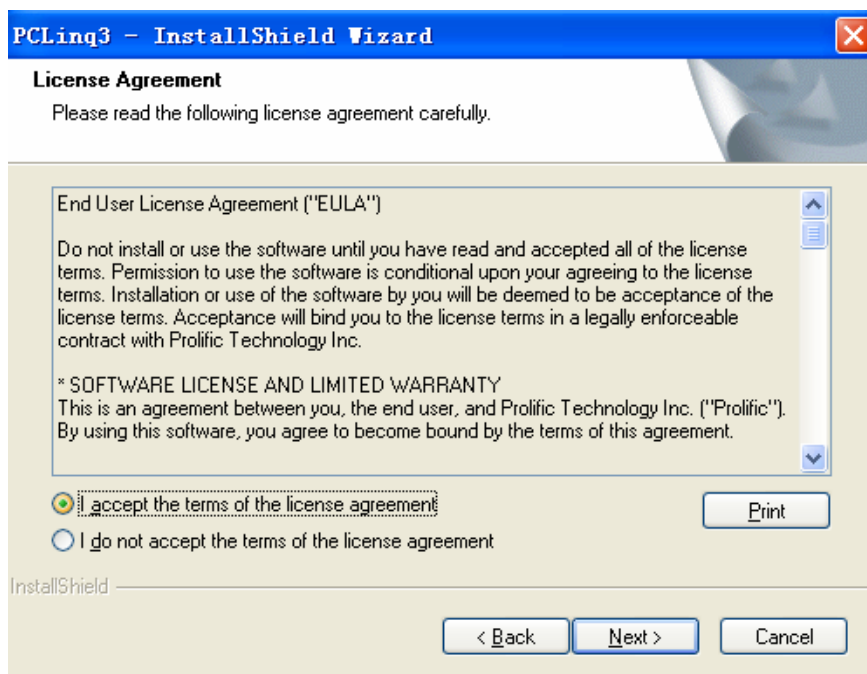 PCLinq3 - InstallShield Wizard
License Agreement
Please read the following license agreement carefully.
End User License Agreement ("EULA")
Do not install or use the software until you have read and accepted all of the license
terms. Permission to use the software is conditional upon your agreeing to the license
terms. Installation or use of the software by you will be deemed to be acceptance of the
license terms. Acceptance will bind you to the license terms in a legally enforceable
contract with Prolific Technology Inc.
* SOFTWARE LICENSE AND LIMITED WARRANTY
This is an agreement between you, the end user, and Prolific Technology Inc. ("Prolific").
By using this software, you agree to become bound by the terms of this agreement.
I accept the terms of the license agreement
Print
I do not accept the terms of the license agreement
InstallShield
< Back
Next >
Cancel